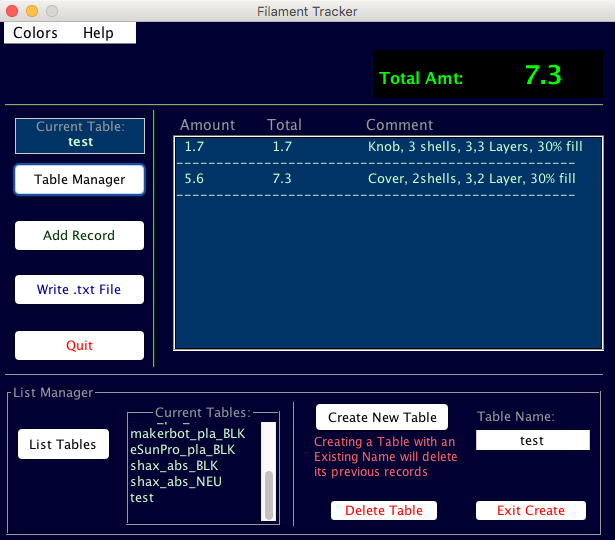 Filament Tracker
Colors Help
Total Amt: 7.3
Current Table:
test
Table Manager
Add Record
Write .txt File
Quit
Amount Total Comment
1.7 1.7 Knob, 3 shells, 3,3 Layers, 30% fill
--------------------------------------------------
5.6 7.3 Cover, 2shells, 3,2 Layer, 30% fill
--------------------------------------------------
List Manager
List Tables
Current Tables:
makerbot_pla_BLK
eSunPro_pla_BLK
shax_abs_BLK
shax_abs_NEU
test
Create New Table
Creating a Table with an
Existing Name will delete
its previous records
Delete Table
Table Name:
test
Exit Create